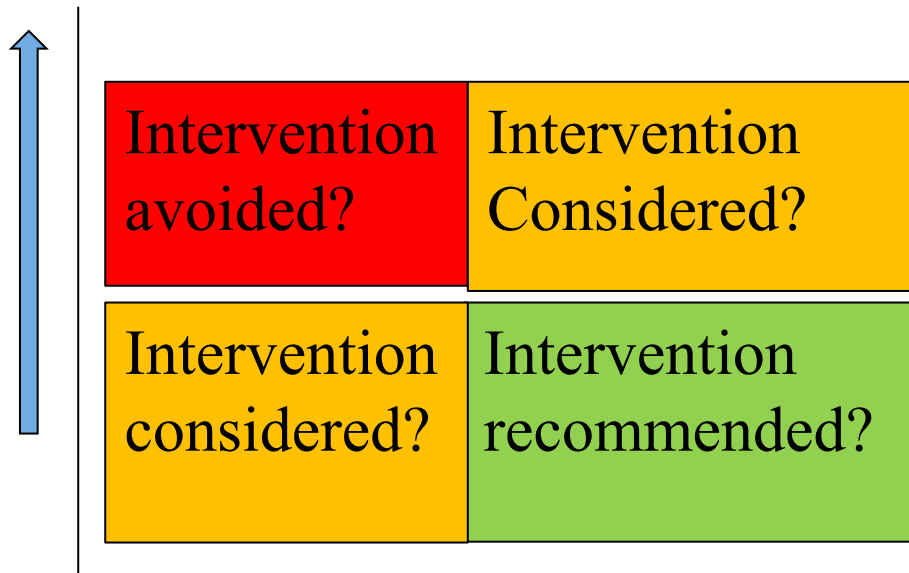 Intervention
avoided?
Intervention
Considered?
Intervention
considered?
Intervention
recommended?